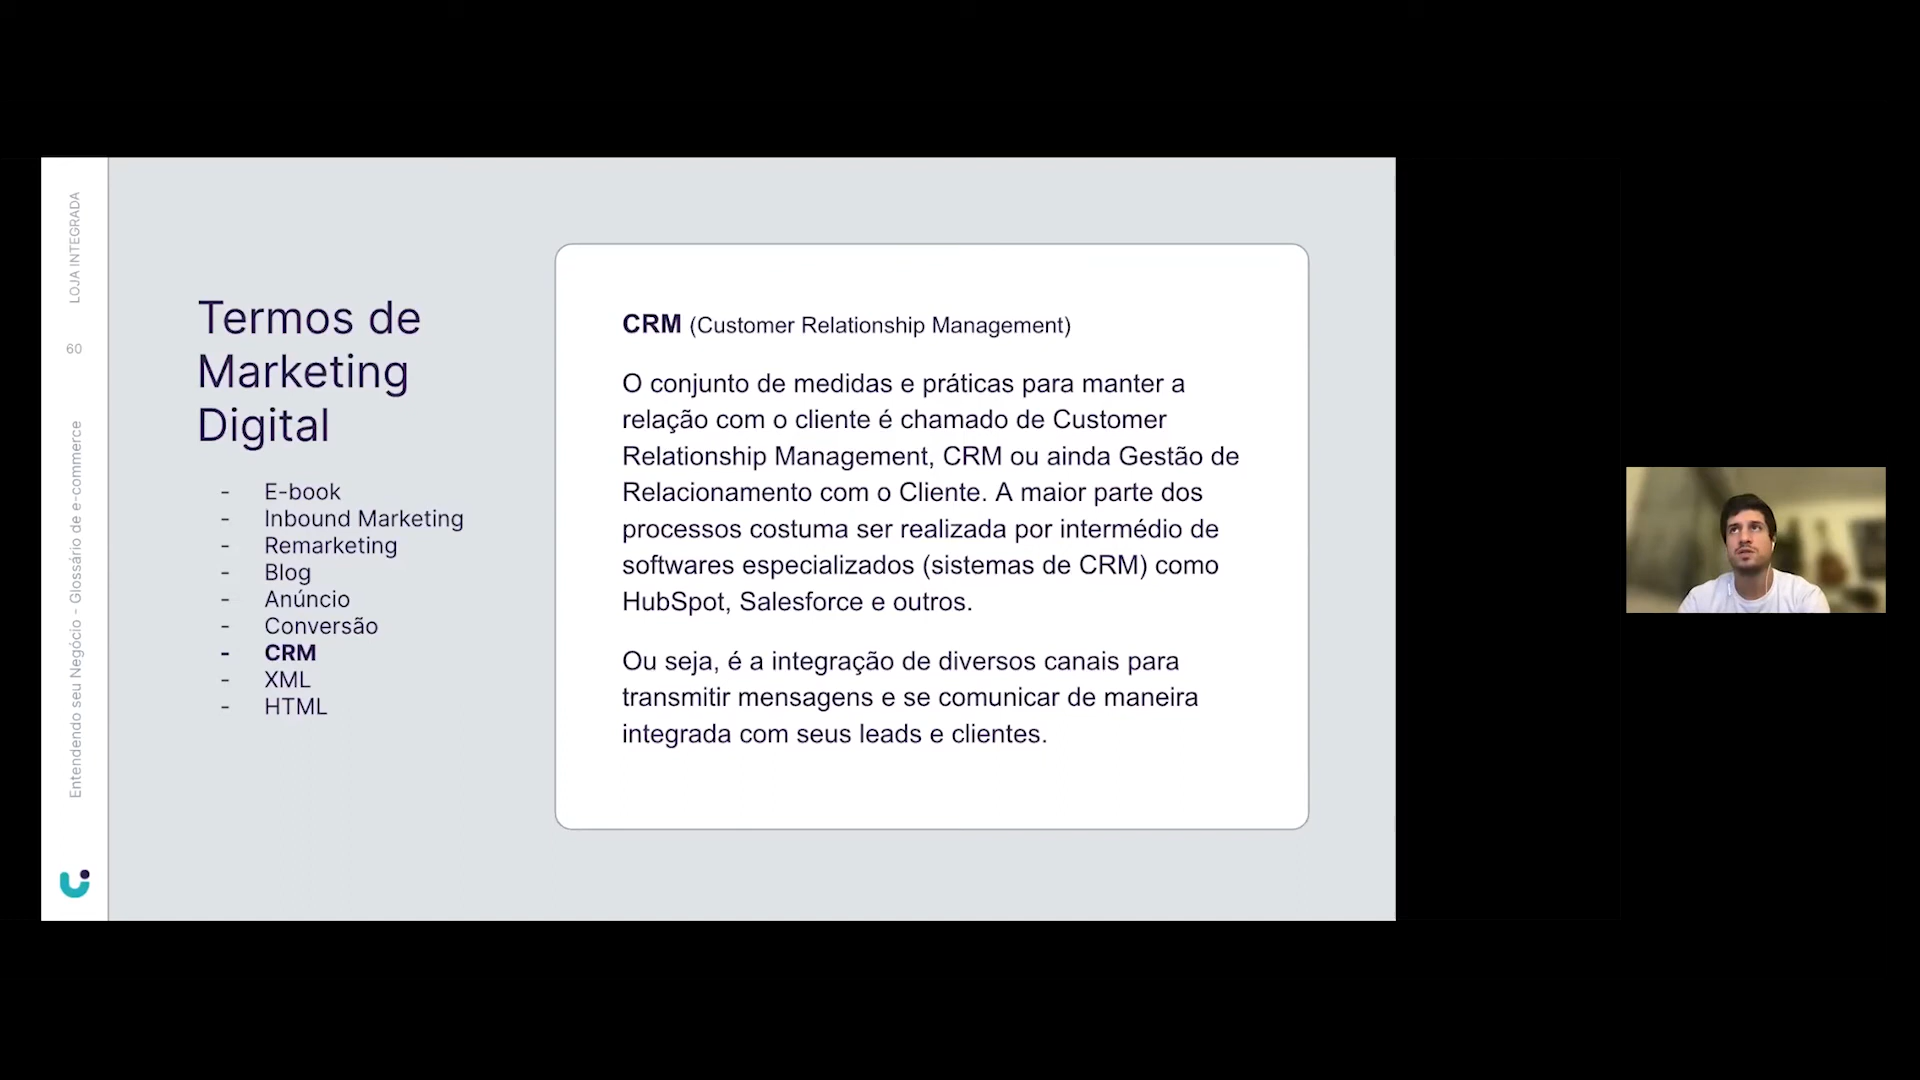 LOJA INTEGRADA
60
Entendendo seu Negócio - Glossário de e-commerce
Termos de
Marketing
Digital
- E-book
- Inbound Marketing
- Remarketing
- Blog
- Anúncio
- Conversão
- CRM
- XML
- HTML
CRM (Customer Relationship Management)
O conjunto de medidas e práticas para manter a
relação com o cliente é chamado de Customer
Relationship Management, CRM ou ainda Gestão de
Relacionamento com o Cliente. A maior parte dos
processos costuma ser realizada por intermédio de
softwares especializados (sistemas de CRM) como
HubSpot, Salesforce e outros.
Ou seja, é a integração de diversos canais para
transmitir mensagens e se comunicar de maneira
integrada com seus leads e clientes.